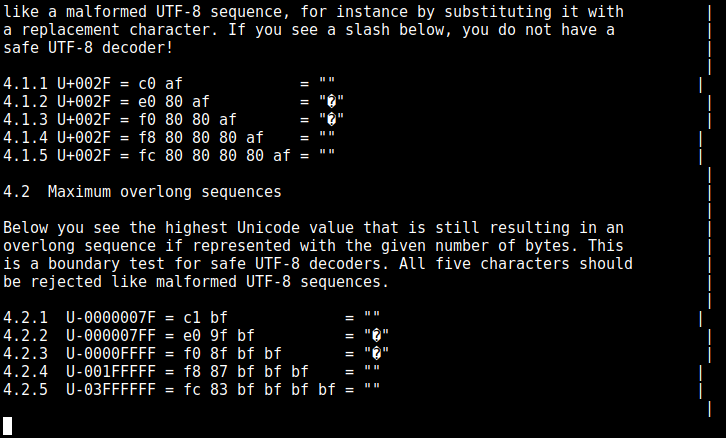 like a malformed UTF-8 sequence, for instance by substituting it with         |
a replacement character. If you see a slash below, you do not have a          |
safe UTF-8 decoder!                                                           |
                                                                              |
4.1.1 U+002F = c0 af             = ""                                        |
4.1.2 U+002F = e0 80 af          = "�"                                        |
4.1.3 U+002F = f0 80 80 af       = "�"                                        |
4.1.4 U+002F = f8 80 80 80 af    = ""                                        |
4.1.5 U+002F = fc 80 80 80 80 af = ""                                        |
                                                                              |
4.2  Maximum overlong sequences                                               |
                                                                              |
Below you see the highest Unicode value that is still resulting in an         |
overlong sequence if represented with the given number of bytes. This         |
is a boundary test for safe UTF-8 decoders. All five characters should        |
be rejected like malformed UTF-8 sequences.                                   |
                                                                              |
4.2.1  U-0000007F = c1 bf             = ""                                   |
4.2.2  U-000007FF = e0 9f bf          = "�"                                   |
4.2.3  U-0000FFFF = f0 8f bf bf       = "�"                                   |
4.2.4  U-001FFFFF = f8 87 bf bf bf    = ""                                   |
4.2.5  U-03FFFFFF = fc 83 bf bf bf bf = ""                                   |
                                                                              |